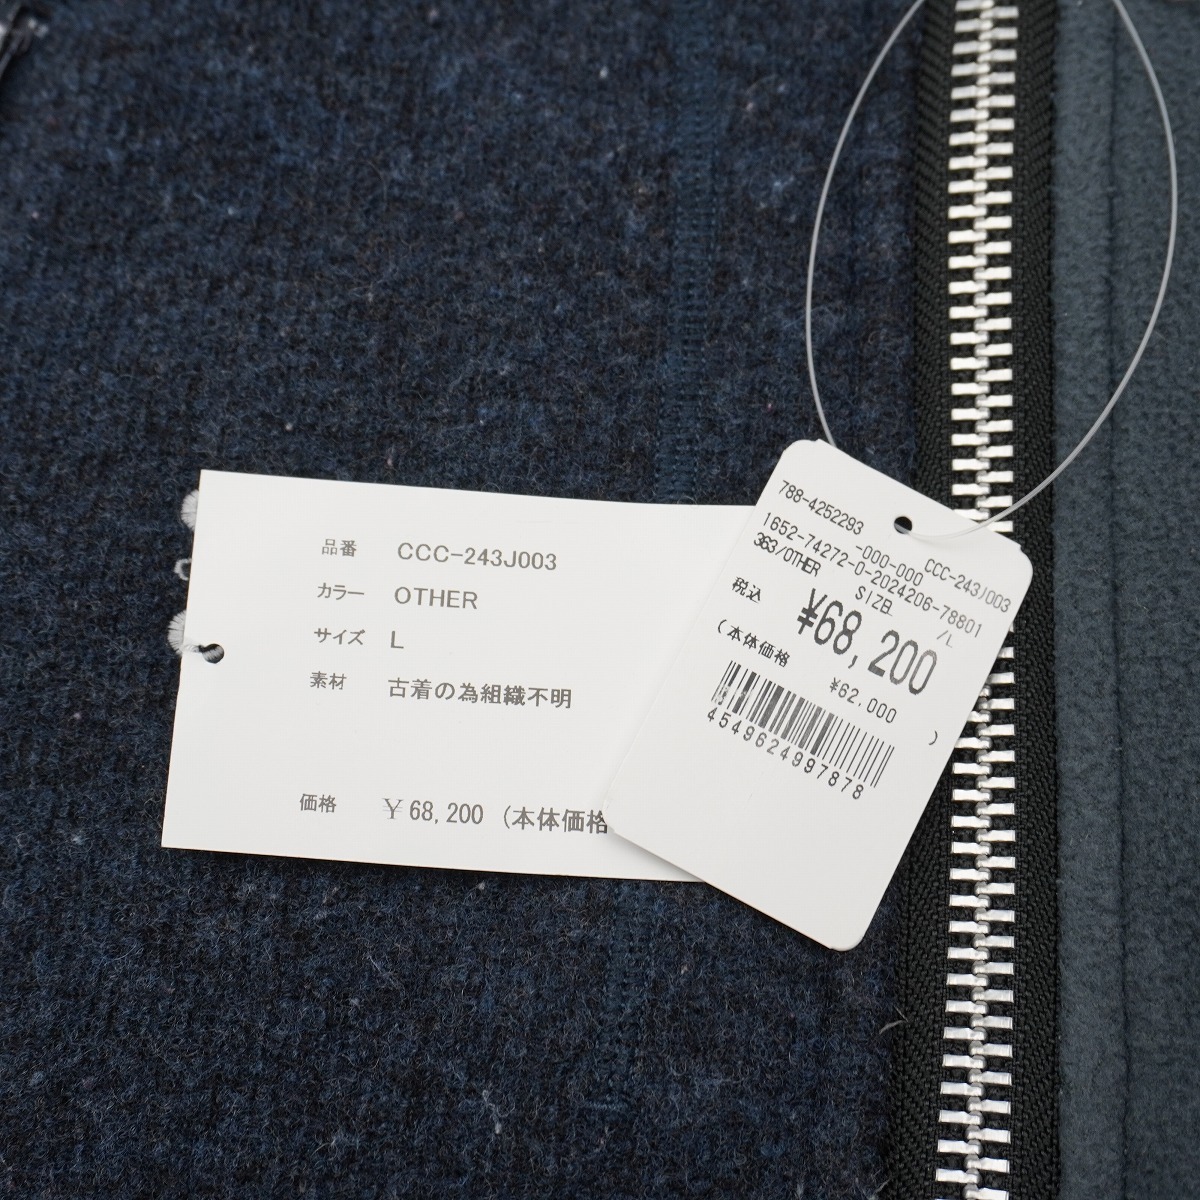 品番 CCC-243J003
カラー OTHER
サイズ L
素材 古着の為組織不明
価格 ￥68,200 (本体価格
788-4252293 -000-000 CCC-243J003
1652-74272-0-2024206-78801
363/OTHER SIZE /L
税込 ¥68,200
(本体価格 ¥62,000 )
4549624997878